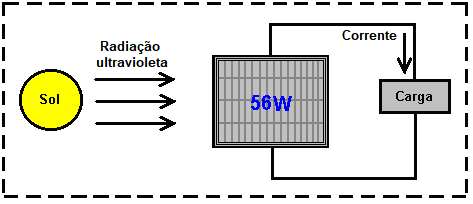 Radiação
ultravioleta
Corrente
Sol
56W
Carga